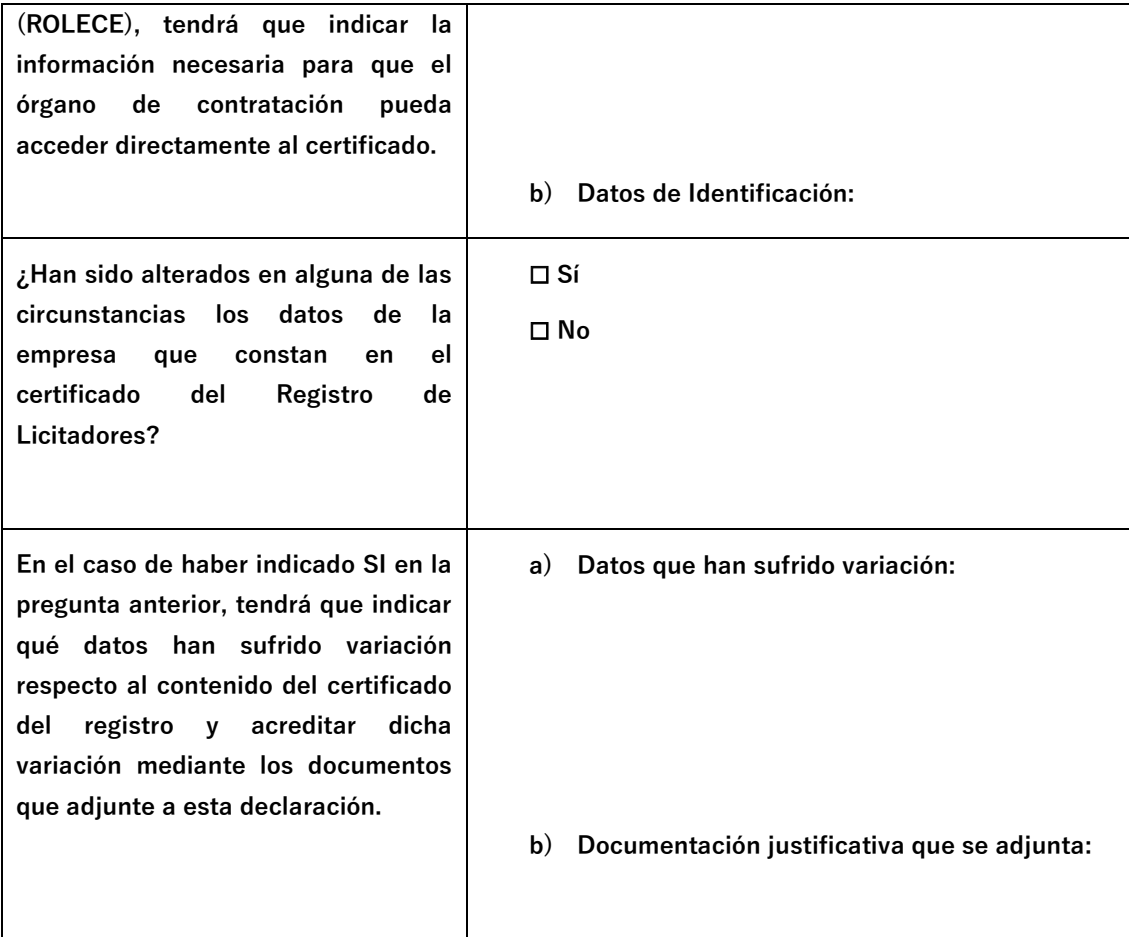 (ROLECE), tendrá que indicar la
información necesaria para que el
órgano de contratación pueda
acceder directamente al certificado.
b) Datos de Identificación:
¿Han sido alterados en alguna de las
circunstancias los datos de la
empresa que constan en el
certificado del Registro de
Licitadores?
☐ Sí
☐ No
En el caso de haber indicado SI en la
pregunta anterior, tendrá que indicar
qué datos han sufrido variación
respecto al contenido del certificado
del registro y acreditar dicha
variación mediante los documentos
que adjunte a esta declaración.
a) Datos que han sufrido variación:
b) Documentación justificativa que se adjunta: